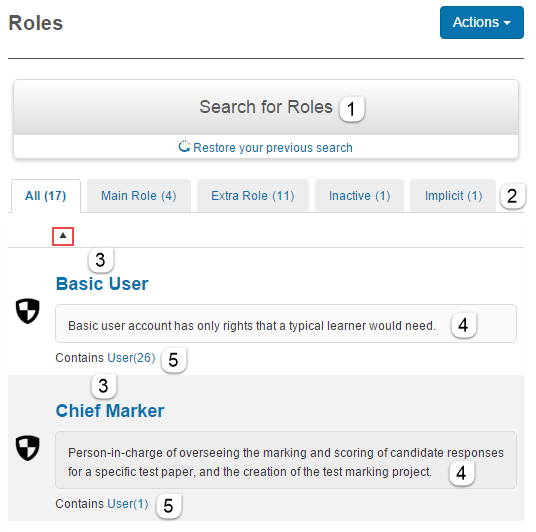 Roles
Actions
Search for Roles 1
Restore your previous search
All (17) Main Role (4) Extra Role (11) Inactive (1) Implicit (1) 2
3
Basic User
Basic user account has only rights that a typical learner would need. 4
Contains User(26) 5
3
Chief Marker
Person-in-charge of overseeing the marking and scoring of candidate responses
for a specific test paper, and the creation of the test marking project. 4
Contains User(1) 5